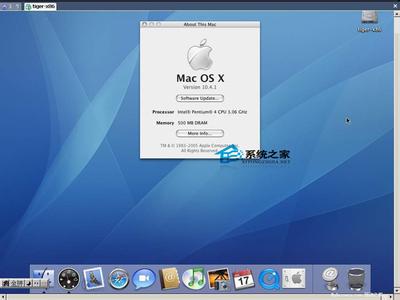 tiger-x86
tiger-x86
About This Mac
Mac OS X
Version 10.4.1
Software Update...
Processor Intel® Pentium® 4 CPU 3.06 GHz
Memory 500 MB DRAM
More Info...
TM & © 1983-2005 Apple Computer, Inc.
All Rights Reserved.
系统之家
XITONGZHIJIA.NET
17